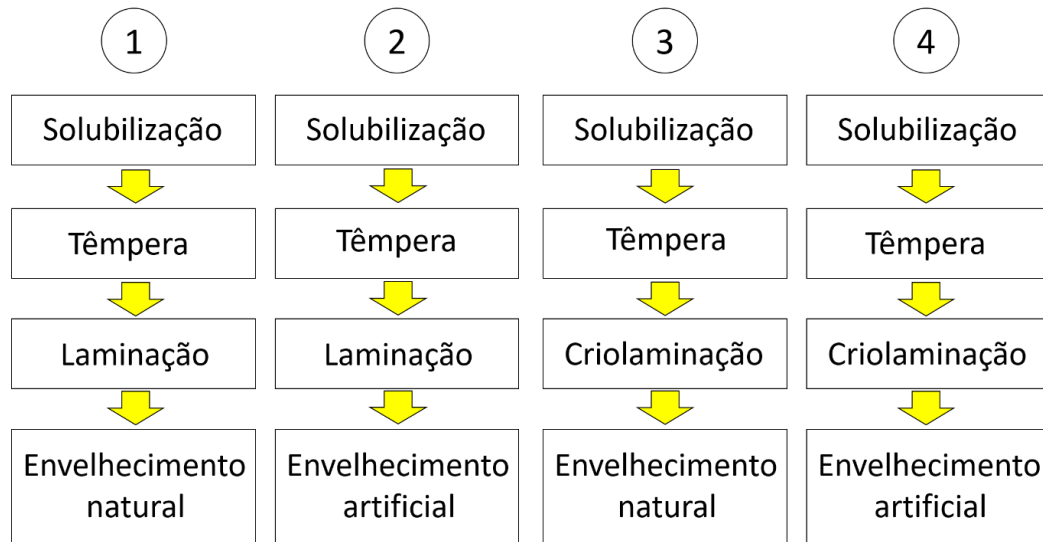 1
2
3
4
Solubilização
Solubilização
Solubilização
Solubilização
Têmpera
Têmpera
Têmpera
Têmpera
Laminação
Laminação
Criolaminação
Criolaminação
Envelhecimento
natural
Envelhecimento
artificial
Envelhecimento
natural
Envelhecimento
artificial